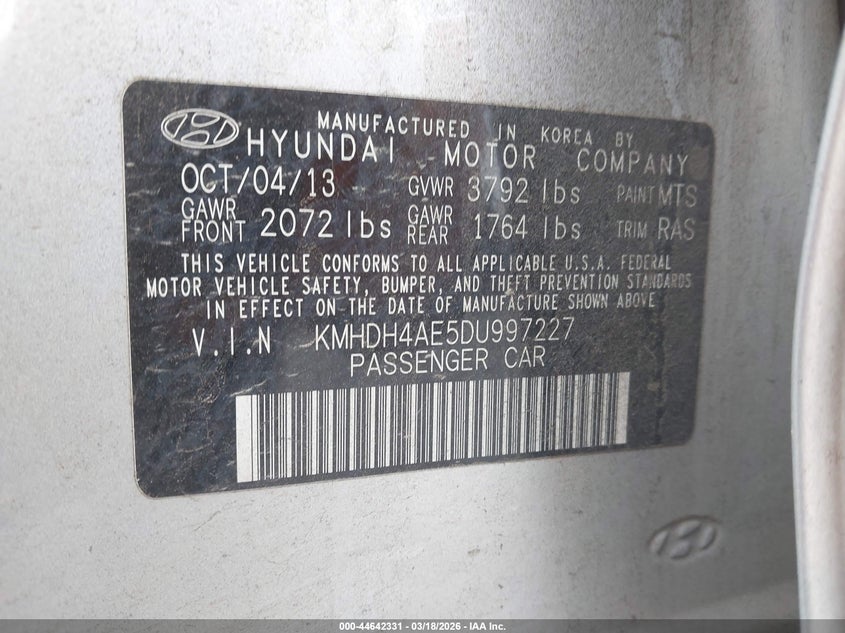 MANUFACTURED IN KOREA BY
HYUNDAI MOTOR COMPANY
OCT/04/13 GVWR 3792 lbs PAINT MTS
GAWR FRONT 2072 lbs GAWR REAR 1764 lbs TRIM RAS
THIS VEHICLE CONFORMS TO ALL APPLICABLE U.S.A. FEDERAL
MOTOR VEHICLE SAFETY, BUMPER, AND THEFT PREVENTION STANDARDS
IN EFFECT ON THE DATE OF MANUFACTURE SHOWN ABOVE
V.I.N KMHDH4AE5DU997227
PASSENGER CAR
000-44642331 | 03/18/2026 | IAA Inc.